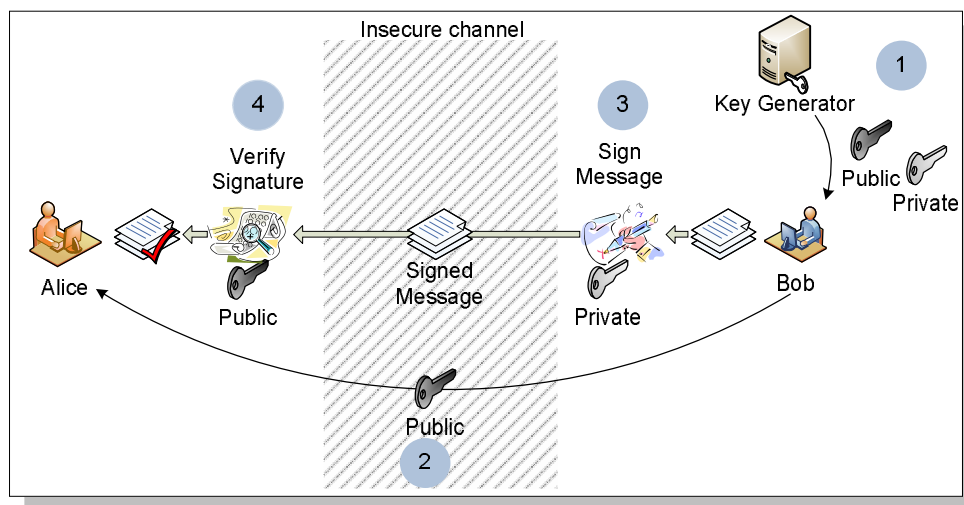 Insecure channel
1
Key Generator
4
3
Verify
Signature
Sign
Message
Public
Private
Alice
Signed
Message
Bob
Public
Private
Public
2